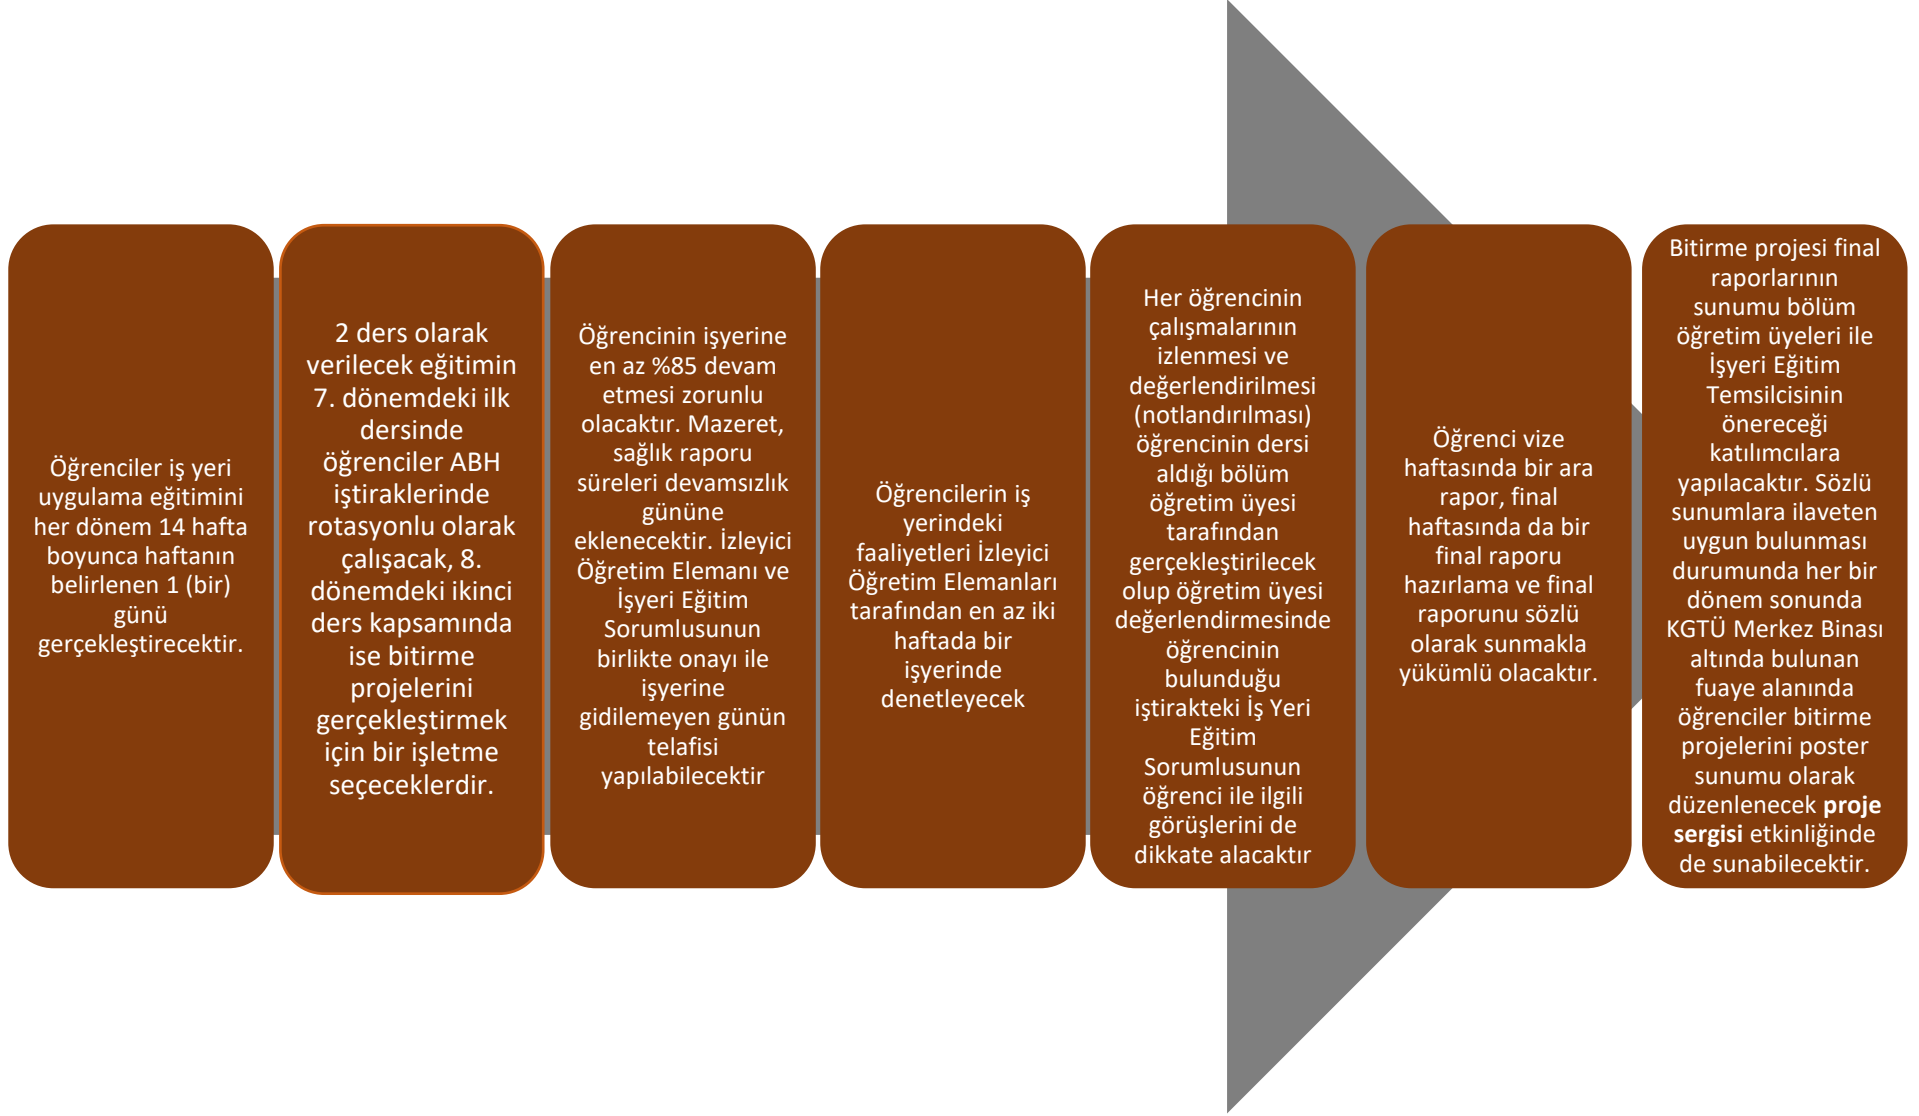 Öğrenciler iş yeri
uygulama eğitimini
her dönem 14 hafta
boyunca haftanın
belirlenen 1 (bir)
günü
gerçekleştirecektir.
2 ders olarak
verilecek eğitimin
7. dönemdeki ilk
dersinde
öğrenciler ABH
iştiraklerinde
rotasyonlu olarak
çalışacak, 8.
dönemdeki ikinci
ders kapsamında
ise bitirme
projelerini
gerçekleştirmek
için bir işletme
seçeceklerdir.
Öğrencinin işyerine
en az %85 devam
etmesi zorunlu
olacaktır. Mazeret,
sağlık raporu
süreleri devamsızlık
gününe
eklenecektir. İzleyici
Öğretim Elemanı ve
İşyeri Eğitim
Sorumlusunun
birlikte onayı ile
işyerine
gidilemeyen günün
telafisi
yapılabilecektir
Öğrencilerin iş
yerindeki
faaliyetleri İzleyici
Öğretim Elemanları
tarafından en az iki
haftada bir
işyerinde
denetleyecek
Her öğrencinin
çalışmalarının
izlenmesi ve
değerlendirilmesi
(notlandırılması)
öğrencinin dersi
aldığı bölüm
öğretim üyesi
tarafından
gerçekleştirilecek
olup öğretim üyesi
değerlendirmesinde
öğrencinin
bulunduğu
iştirakteki İş Yeri
Eğitim
Sorumlusunun
öğrenci ile ilgili
görüşlerini de
dikkate alacaktır
Öğrenci vize
haftasında bir ara
rapor, final
haftasında da bir
final raporu
hazırlama ve final
raporunu sözlü
olarak sunmakla
yükümlü olacaktır.
Bitirme projesi final
raporlarının
sunumu bölüm
öğretim üyeleri ile
İşyeri Eğitim
Temsilcisinin
önereceği
katılımcılara
yapılacaktır. Sözlü
sunumlara ilaveten
uygun bulunması
durumunda her bir
dönem sonunda
KGTÜ Merkez Binası
altında bulunan
fuaye alanında
öğrenciler bitirme
projelerini poster
sunumu olarak
düzenlenecek proje
sergisi etkinliğinde
de sunabilecektir.